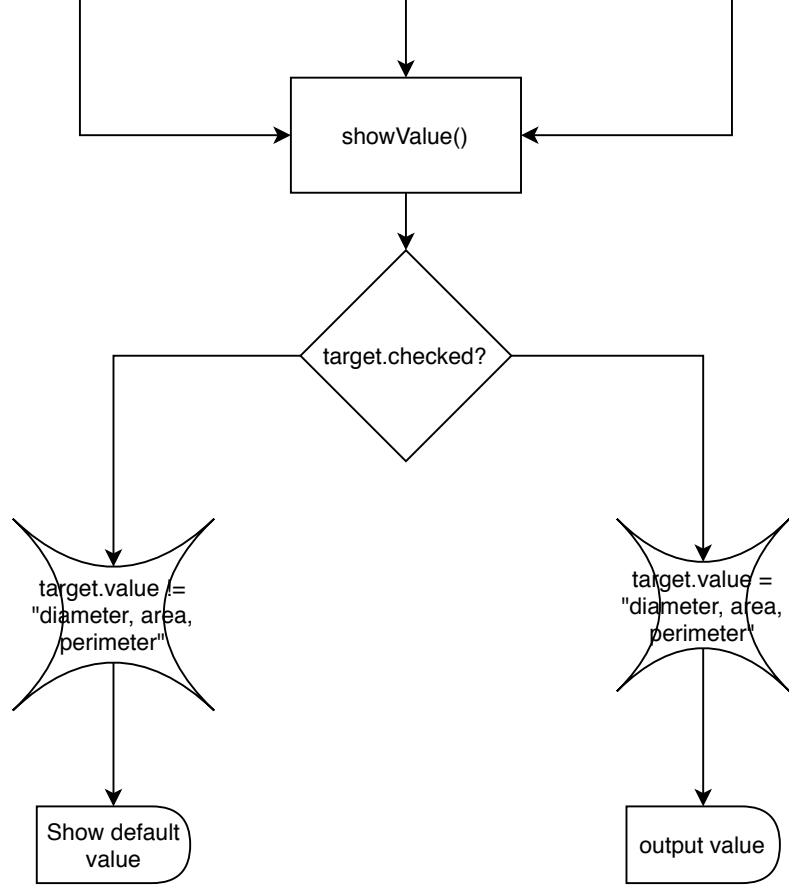 showValue()
target.checked?
target.value !=
"diameter, area,
perimeter"
target.value =
"diameter, area,
perimeter"
Show default
value
output value